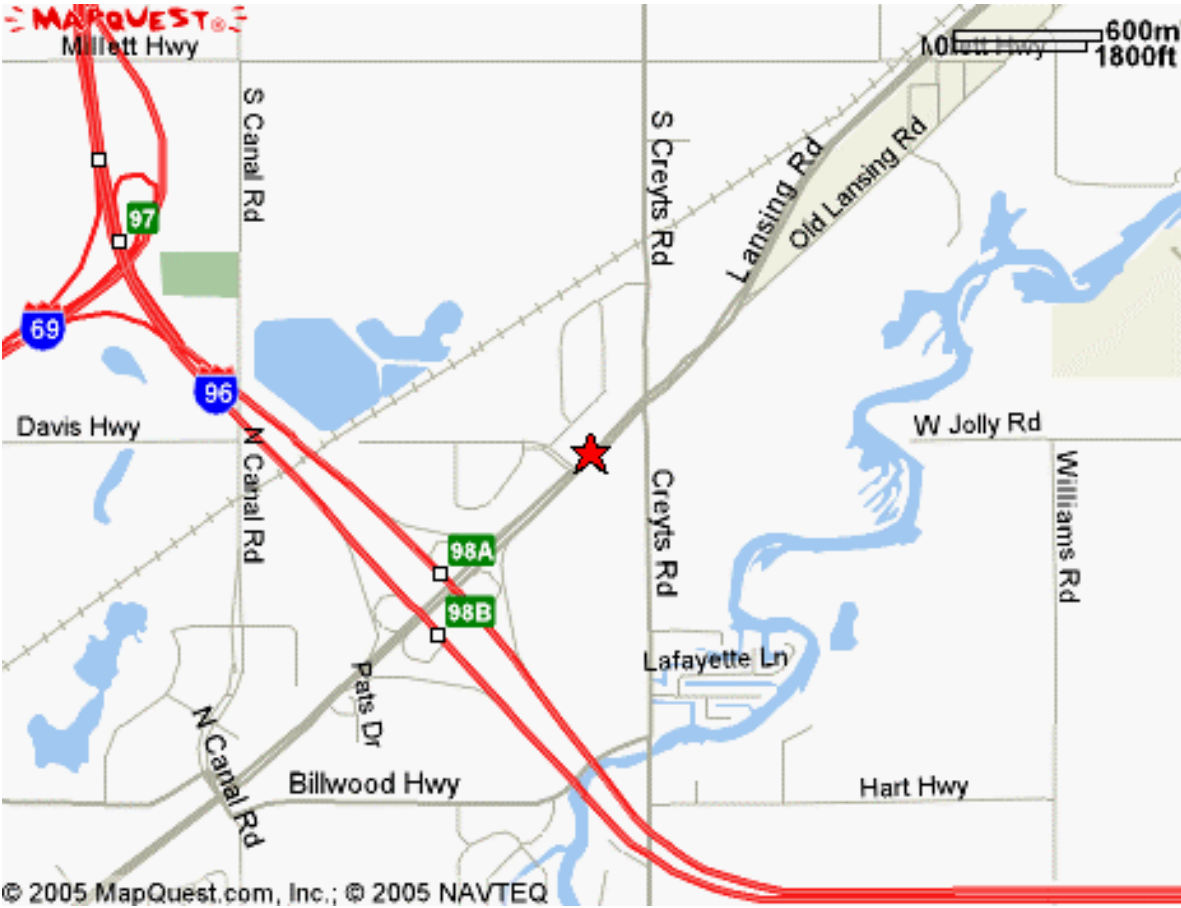 MAPQUEST®
Millett Hwy
Millett Hwy
0
600m
1800ft
S Canal Rd
S Creyts Rd
Lansing Rd
Old Lansing Rd
97
69
96
Davis Hwy
N Canal Rd
W Jolly Rd
Creyts Rd
Williams Rd
98A
98B
Lafayette Ln
Pats Dr
N Canal Rd
Billwood Hwy
Hart Hwy
© 2005 MapQuest.com, Inc.; © 2005 NAVTEQ